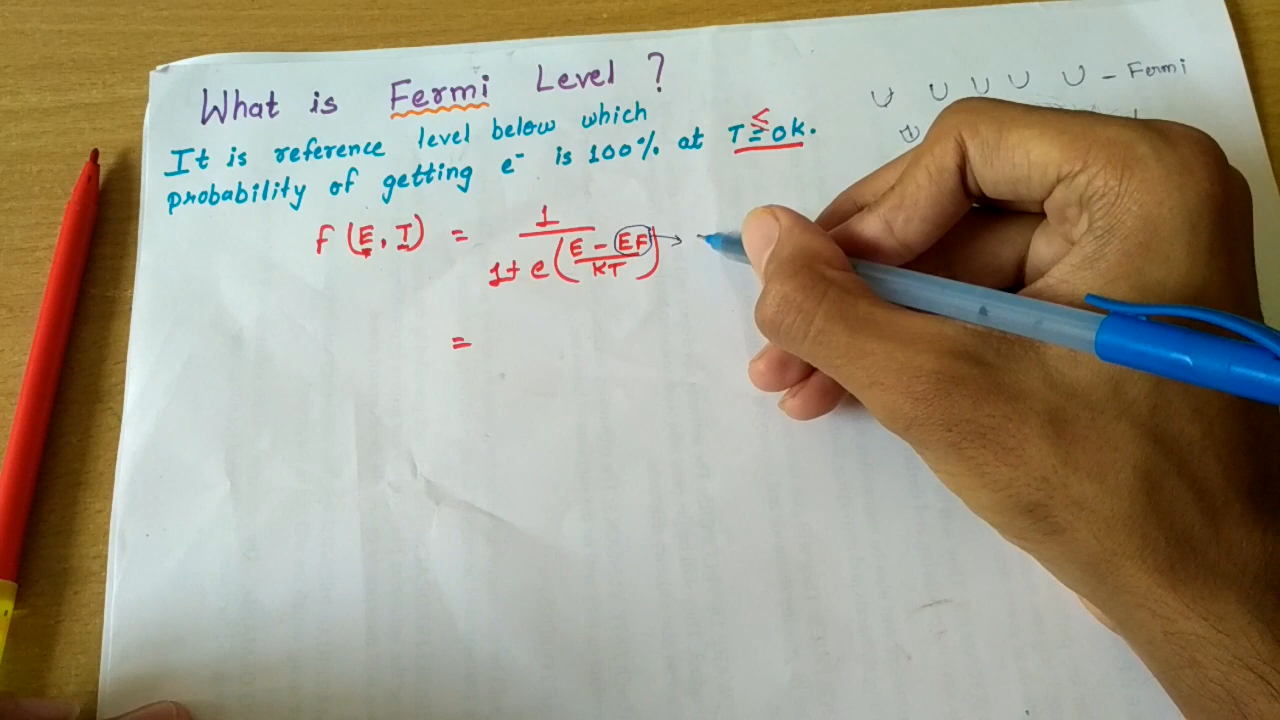 What is Fermi Level ?
It is reference level below which
probability of getting e⁻ is 100% at T ≤ 0k.
f (E, T) = 1 / 1+ e ( E - EF / KT ) →
=
- Fermi